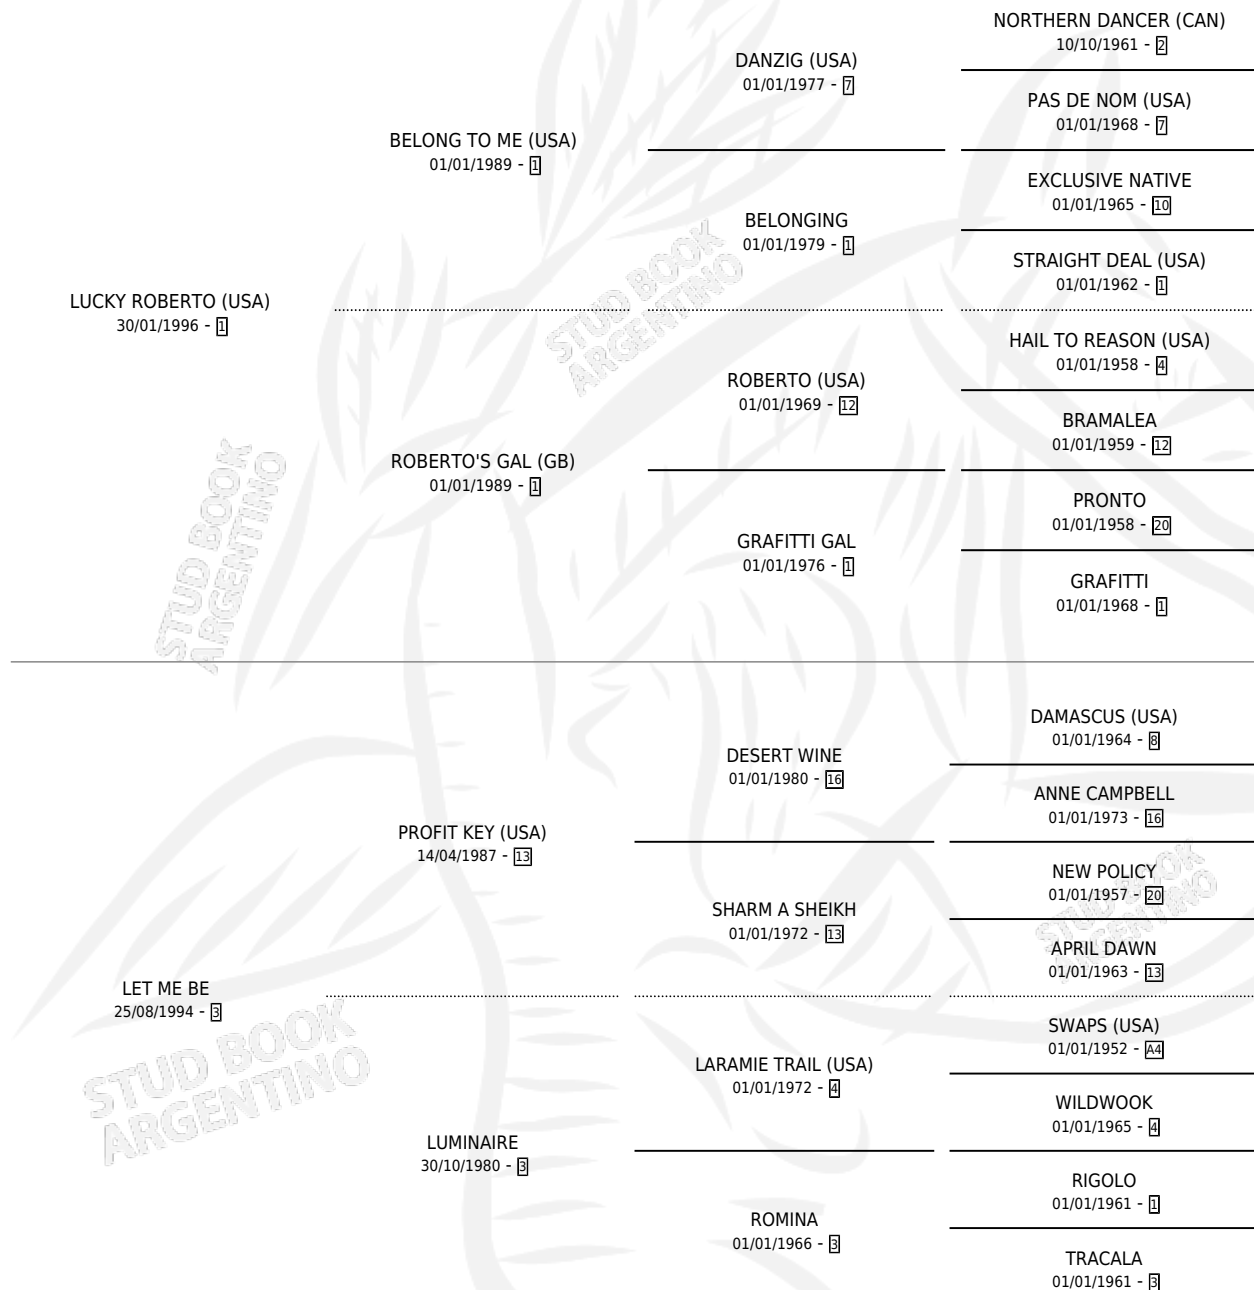 NORTHERN DANCER (CAN)
10/10/1961 - 2
DANZIG (USA)
01/01/1977 - 7
PAS DE NOM (USA)
01/01/1968 - 7
BELONG TO ME (USA)
01/01/1989 - 1
EXCLUSIVE NATIVE
01/01/1965 - 10
BELONGING
01/01/1979 - 1
STRAIGHT DEAL (USA)
01/01/1962 - 1
LUCKY ROBERTO (USA)
30/01/1996 - 1
HAIL TO REASON (USA)
01/01/1958 - 4
ROBERTO (USA)
01/01/1969 - 12
BRAMALEA
01/01/1959 - 12
ROBERTO'S GAL (GB)
01/01/1989 - 1
PRONTO
01/01/1958 - 20
GRAFITTI GAL
01/01/1976 - 1
GRAFITTI
01/01/1968 - 1
STUD BOOK
ARGENTINO
STUD BOOK
ARGENTINO
DAMASCUS (USA)
01/01/1964 - 8
DESERT WINE
01/01/1980 - 16
ANNE CAMPBELL
01/01/1973 - 16
PROFIT KEY (USA)
14/04/1987 - 13
NEW POLICY
01/01/1957 - 20
SHARM A SHEIKH
01/01/1972 - 13
APRIL DAWN
01/01/1963 - 13
STUD BOOK
ARGENTINO
LET ME BE
25/08/1994 - 3
SWAPS (USA)
01/01/1952 - A4
LARAMIE TRAIL (USA)
01/01/1972 - 4
WILDWOOK
01/01/1965 - 4
LUMINAIRE
30/10/1980 - 3
RIGOLO
01/01/1961 - 1
ROMINA
01/01/1966 - 3
TRACALA
01/01/1961 - 3
STUD BOOK
ARGENTINO